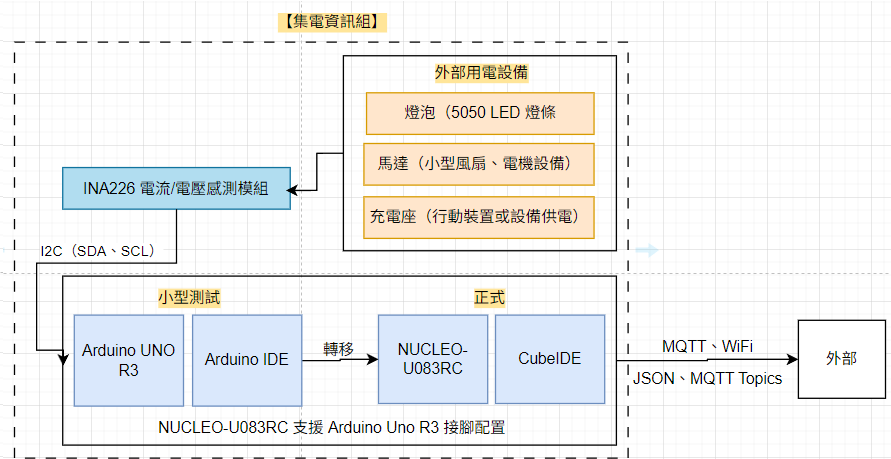 【集電資訊組】
外部用電設備
燈泡（5050 LED 燈條
馬達（小型風扇、電機設備）
充電座（行動裝置或設備供電）
INA226 電流/電壓感測模組
I2C（SDA、SCL）
小型測試
正式
Arduino UNO
R3
Arduino IDE
轉移
NUCLEO-
U083RC
CubeIDE
NUCLEO-U083RC 支援 Arduino Uno R3 接腳配置
MQTT、WiFi
JSON、MQTT Topics
外部